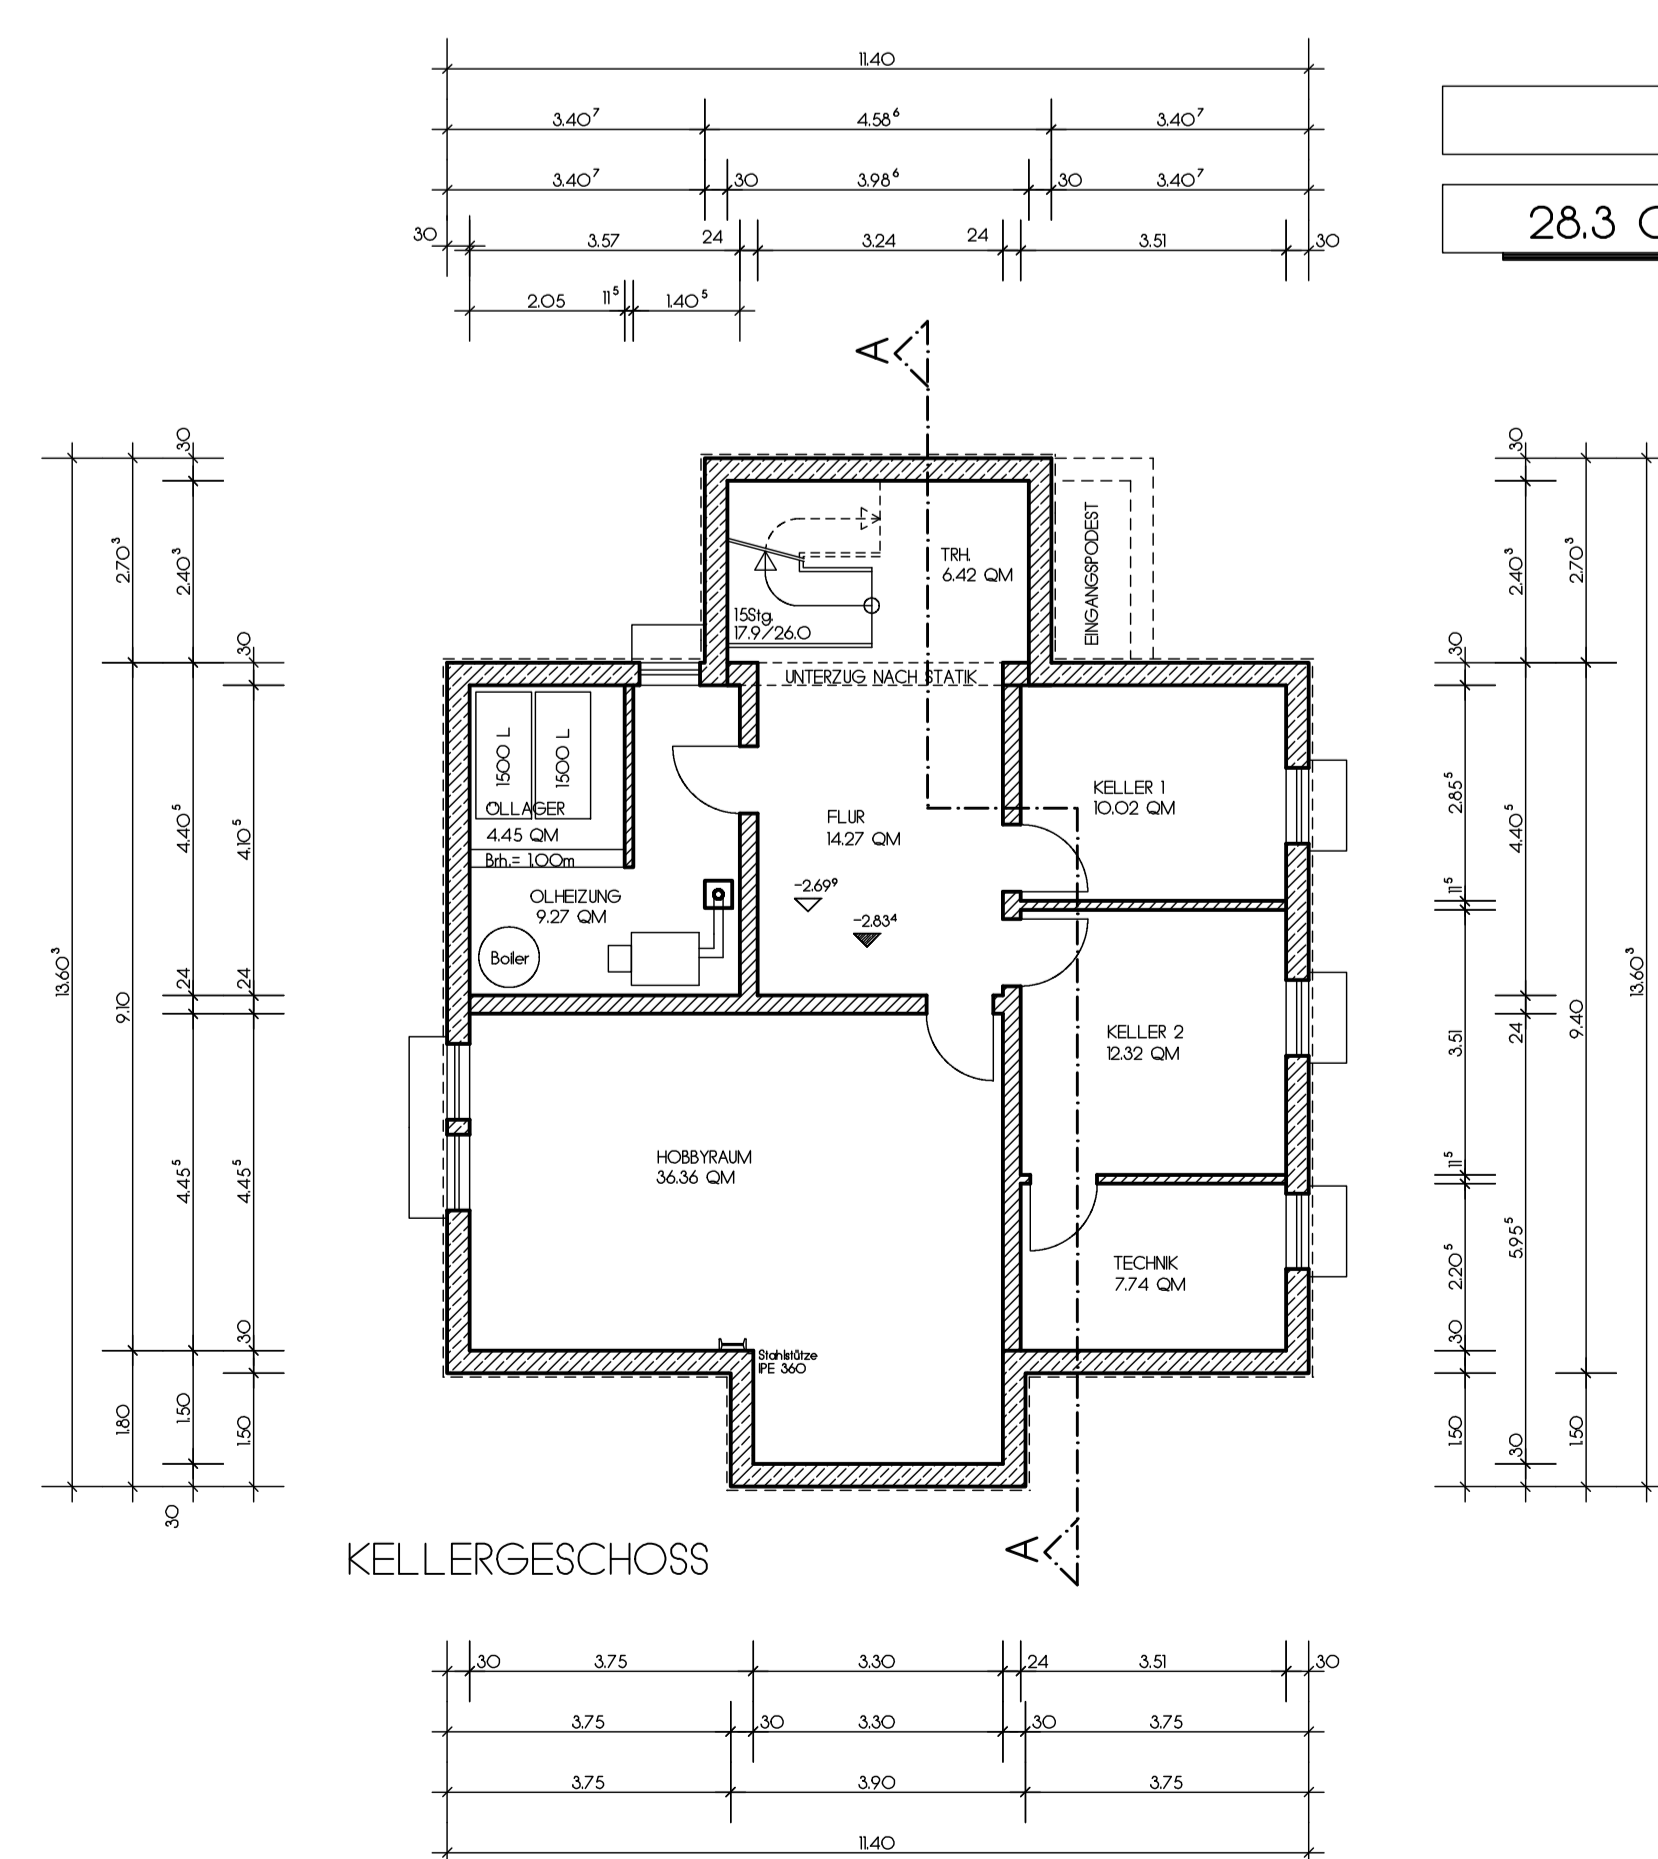 11.40
3.40⁷ 4.58⁶ 3.40⁷
3.40⁷ 30 3.98⁶ 30 3.40⁷
30 3.57 24 3.24 24 3.51 30
2.05 11⁵ 1.40⁵
28.3
A
30
2.70³
2.40³
30
4.40⁵
4.10⁵
13.60³
9.10
24
24
4.45⁵
4.45⁵
30
1.80
1.50
1.50
30
TRH.
6.42 QM
EINGANGSPODEST
15Stg.
17.9/26.0
UNTERZUG NACH STATIK
1500 L
1500 L
ÖLLAGER
4.45 QM
Brh.= 1.00m
OLHEIZUNG
9.27 QM
Boiler
FLUR
14.27 QM
-2.69⁹
-2.83⁴
KELLER 1
10.02 QM
KELLER 2
12.32 QM
HOBBYRAUM
36.36 QM
TECHNIK
7.74 QM
Stahlstütze
IPE 360
30
2.40³
2.70³
30
2.85⁵
4.40⁵
11⁵
13.60³
3.51
24
9.40
11⁵
5.95⁵
2.20⁵
30
1.50
30
1.50
A
KELLERGESCHOSS
30 3.75 3.30 24 3.51 30
3.75 30 3.30 30 3.75
3.75 3.90 3.75
11.40